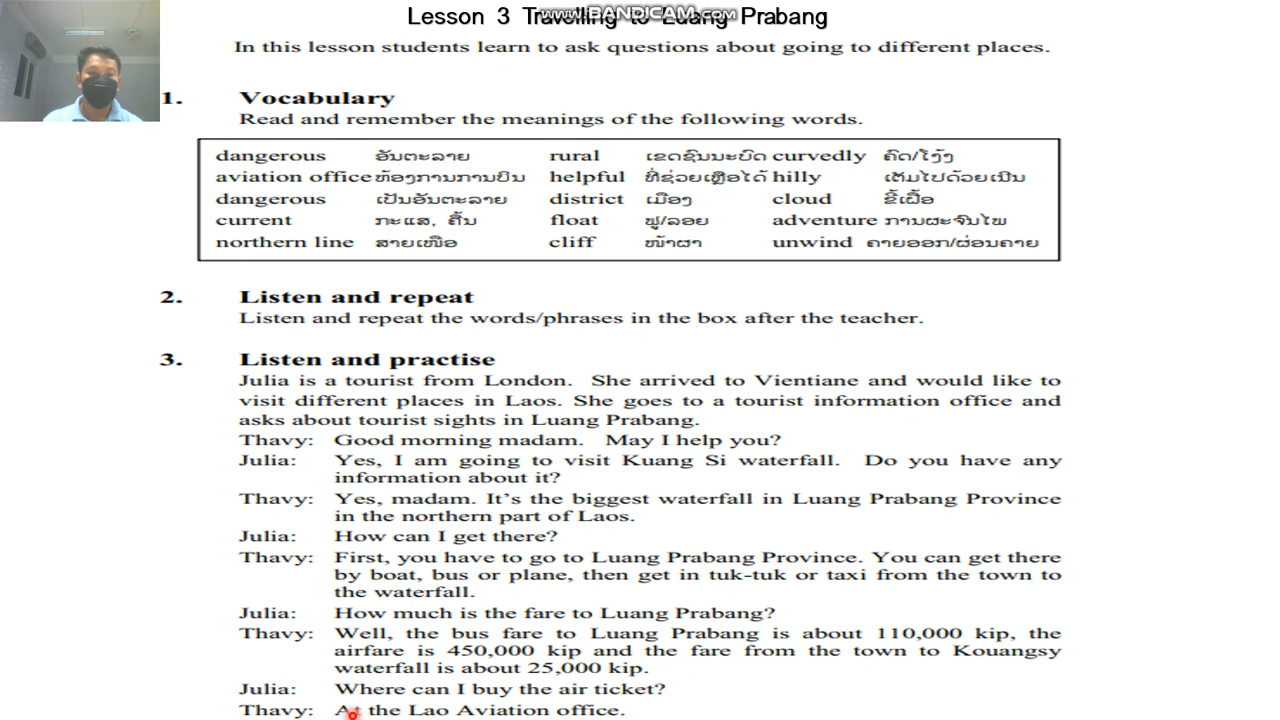 Lesson 3 Travelling to Luang Prabang
www.BANDICAM.com
In this lesson students learn to ask questions about going to different places.
1. Vocabulary
Read and remember the meanings of the following words.
dangerous ອັນຕະລາຍ rural ເຂດຊົນນະບົດ curvedly ຄົດ/ໂງ້ງ
aviation office ຫ້ອງການການບິນ helpful ທີ່ຊ່ວຍເຫຼືອໄດ້ hilly ເຕັມໄປດ້ວຍເນີນ
dangerous ເປັນອັນຕະລາຍ district ເມືອງ cloud ຂີ້ເຝື້ອ
current ກະແສ, ຄື້ນ float ຟູ/ລອຍ adventure ການຜະຈົນໄພ
northern line ສາຍເໜືອ cliff ໜ້າຜາ unwind ຄາຍອອກ/ຜ່ອນຄາຍ
2. Listen and repeat
Listen and repeat the words/phrases in the box after the teacher.
3. Listen and practise
Julia is a tourist from London. She arrived to Vientiane and would like to
visit different places in Laos. She goes to a tourist information office and
asks about tourist sights in Luang Prabang.
Thavy: Good morning madam. May I help you?
Julia: Yes, I am going to visit Kuang Si waterfall. Do you have any
information about it?
Thavy: Yes, madam. It's the biggest waterfall in Luang Prabang Province
in the northern part of Laos.
Julia: How can I get there?
Thavy: First, you have to go to Luang Prabang Province. You can get there
by boat, bus or plane, then get in tuk-tuk or taxi from the town to
the waterfall.
Julia: How much is the fare to Luang Prabang?
Thavy: Well, the bus fare to Luang Prabang is about 110,000 kip, the
airfare is 450,000 kip and the fare from the town to Kouangsy
waterfall is about 25,000 kip.
Julia: Where can I buy the air ticket?
Thavy: At the Lao Aviation office.